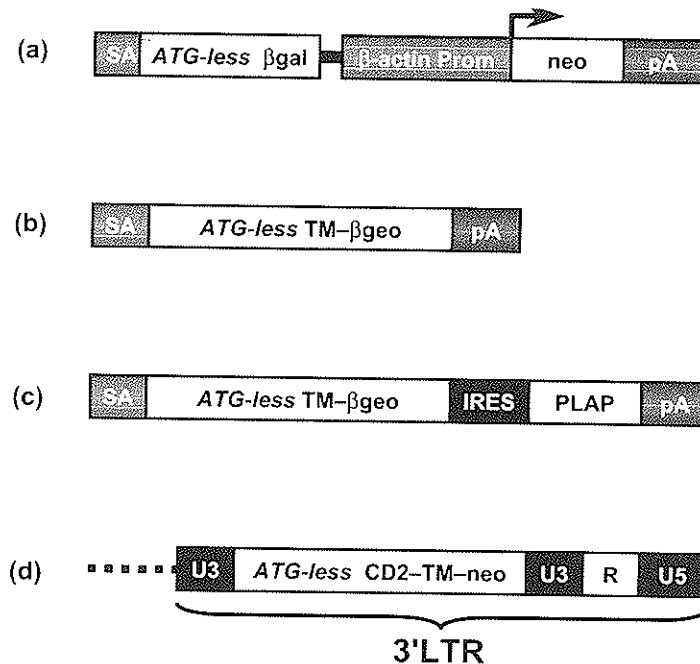 (a) SA ATG-less βgal β-actin Prom neo pA
(b) SA ATG-less TM–βgeo pA
(c) SA ATG-less TM–βgeo IRES PLAP pA
(d) U3 ATG-less CD2–TM–neo U3 R U5
3'LTR